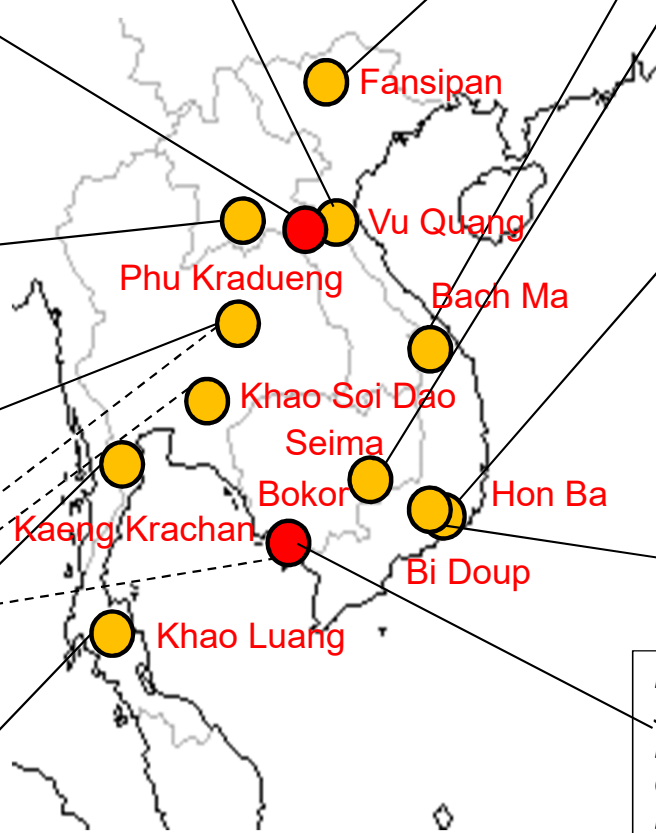 Fansipan
Vu Quang
Phu Kradueng
Bach Ma
Khao Soi Dao
Seima
Bokor
Hon Ba
Kaeng Krachan
Bi Doup
Khao Luang